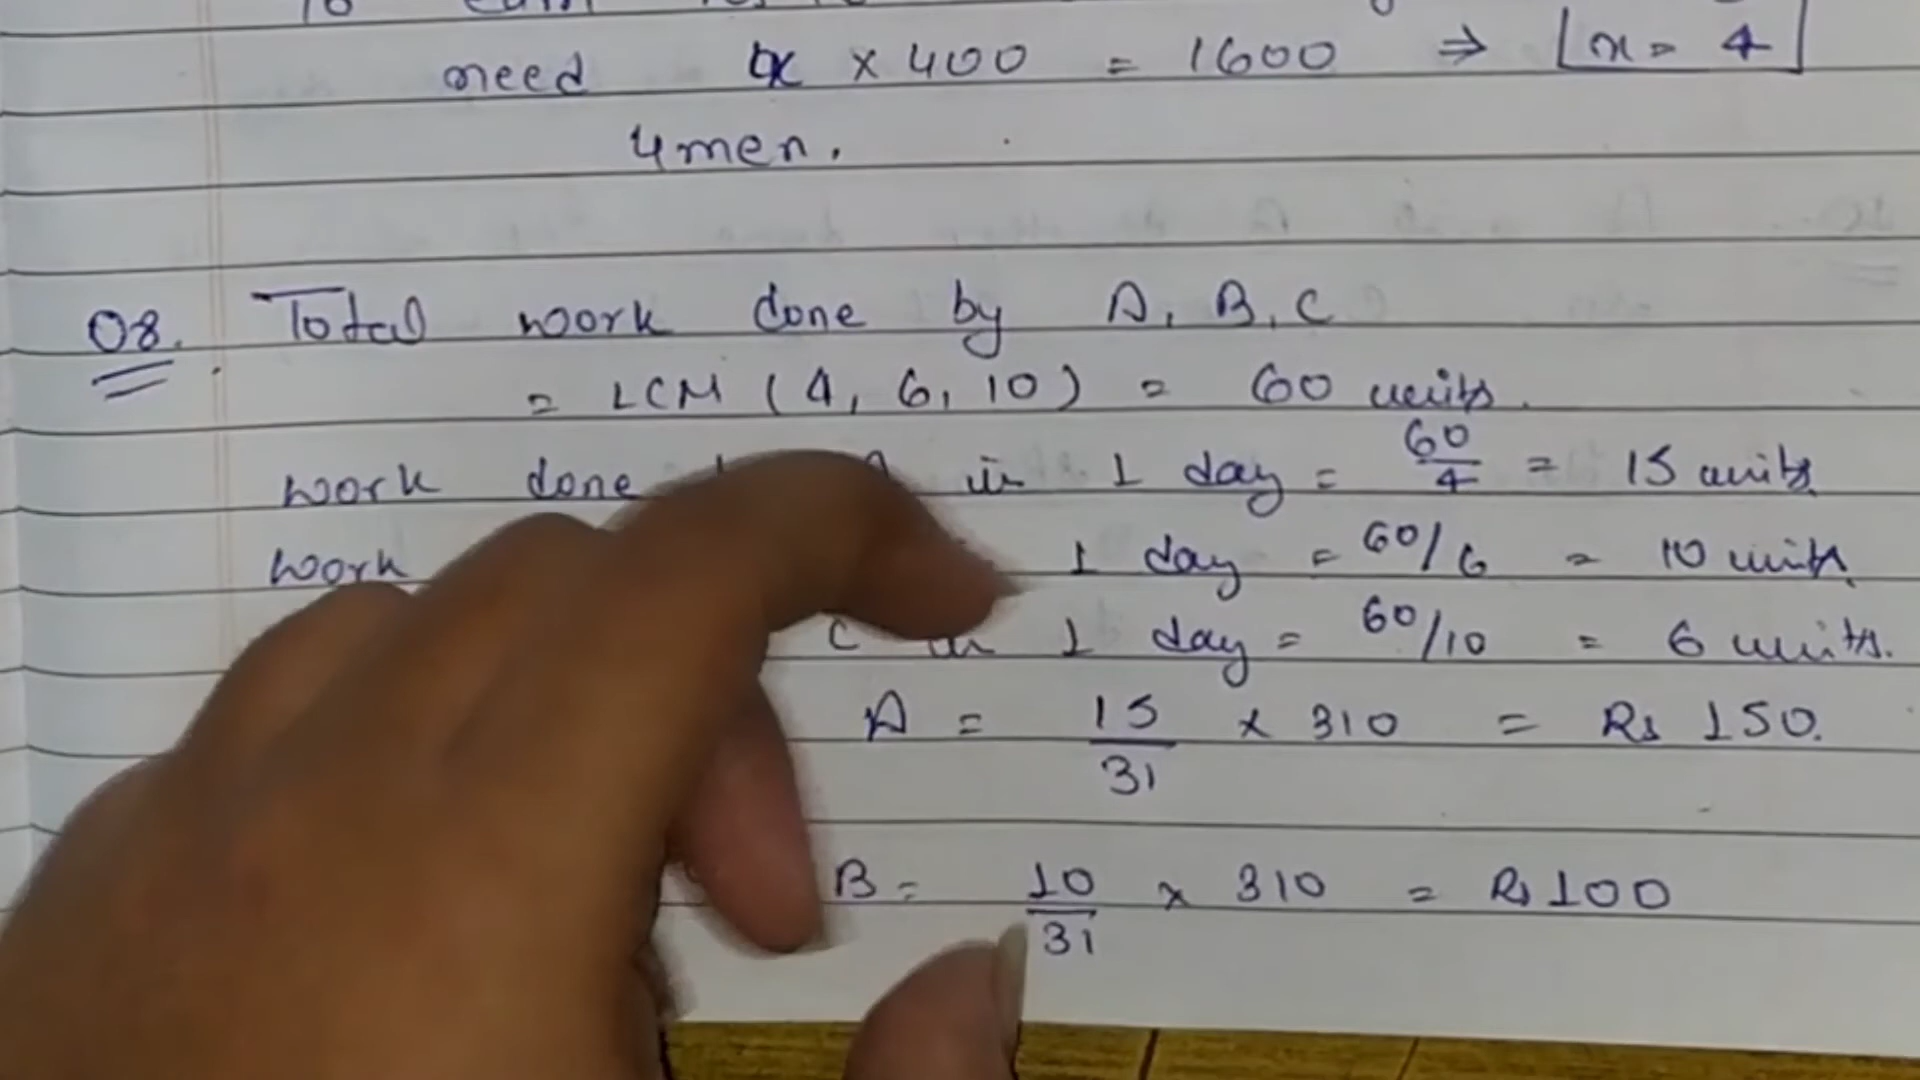 need x × 400 = 1600 ⇒ x = 4
4 men.
08. Total work done by A, B, C
= LCM (4, 6, 10) = 60 units.
work done A in 1 day = 60/4 = 15 units.
work 1 day = 60/6 = 10 units.
C in 1 day = 60/10 = 6 units.
A = 15/31 × 310 = Rs 150.
B = 10/31 × 310 = Rs 100